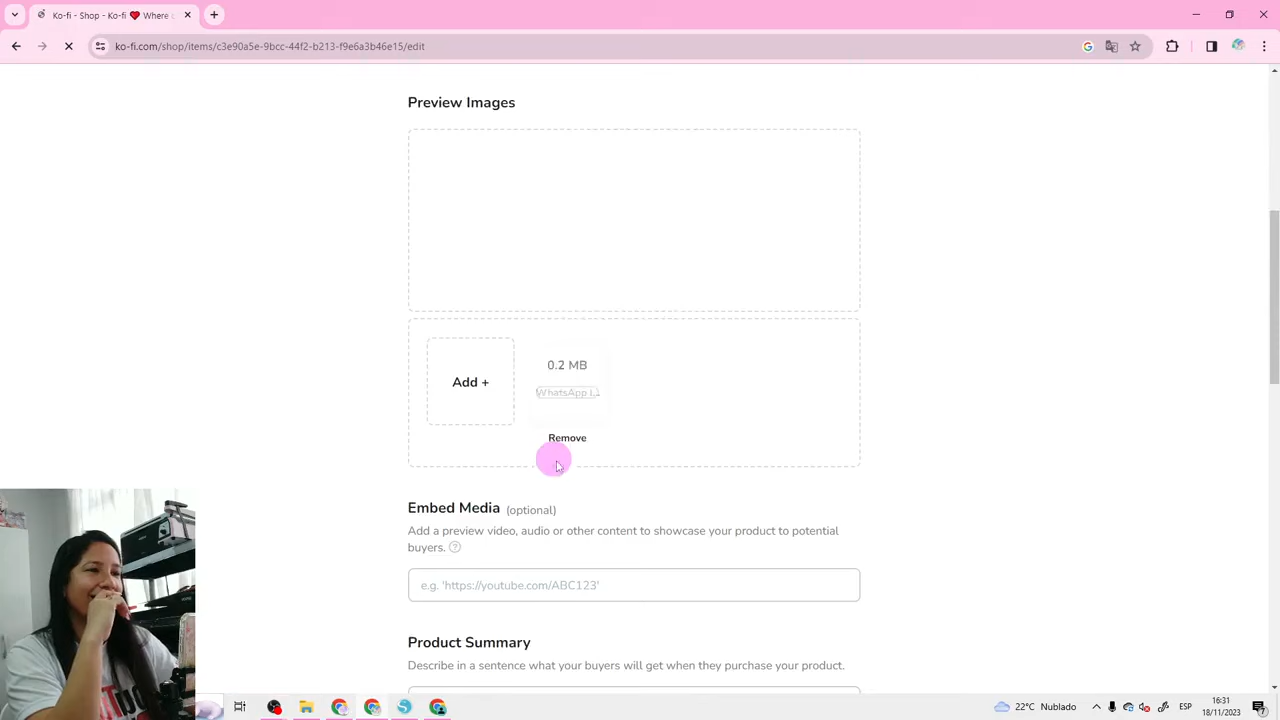 Ko-fi - Shop - Ko-fi ❤️ Where c
ko-fi.com/shop/items/c3e90a5e-9bcc-44f2-b213-f9e6a3b46e15/edit
Preview Images
Add +
0.2 MB
WhatsApp i...
Remove
Embed Media (optional)
Add a preview video, audio or other content to showcase your product to potential
buyers.
e.g. 'https://youtube.com/ABC123'
Product Summary
Describe in a sentence what your buyers will get when they purchase your product.
22°C Nublado
ESP
16:31
18/11/2023